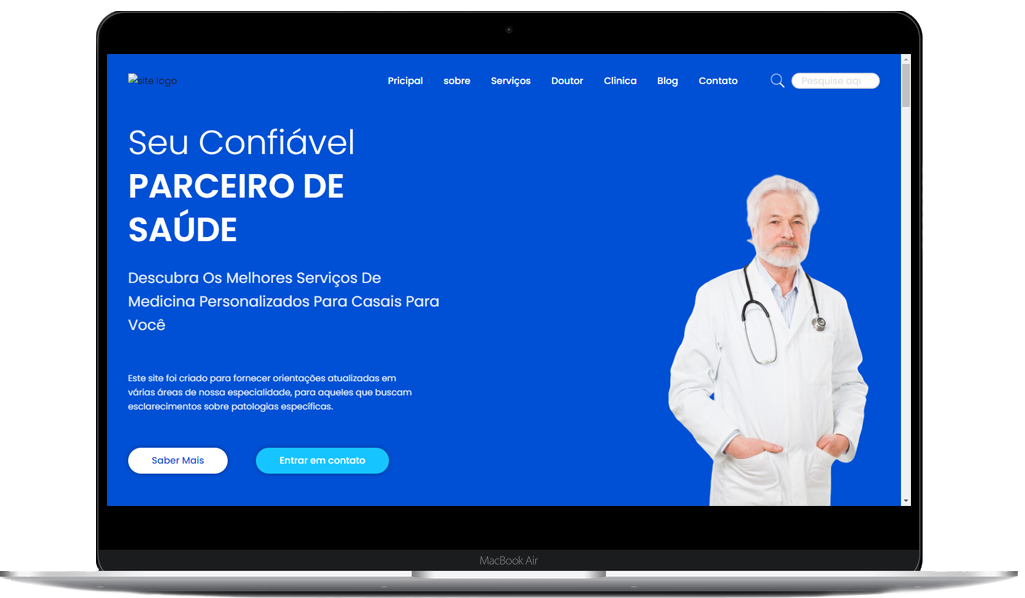 site logo
Pricipal sobre Serviços Doutor Clínica Blog Contato Pesquise aqu
Seu Confiável
PARCEIRO DE
SAÚDE
Descubra Os Melhores Serviços De
Medicina Personalizados Para Casais Para
Você
Este site foi criado para fornecer orientações atualizadas em
várias áreas de nossa especialidade, para aqueles que buscam
esclarecimentos sobre patologias específicas.
Saber Mais Entrar em contato
MacBook Air